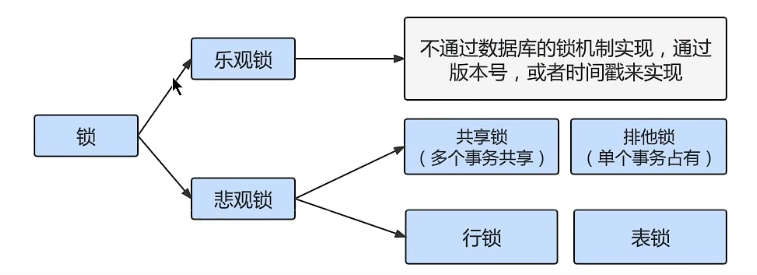 锁
乐观锁
不通过数据库的锁机制实现，通过
版本号，或者时间戳来实现
悲观锁
共享锁
（多个事务共享）
排他锁
（单个事务占有）
行锁
表锁